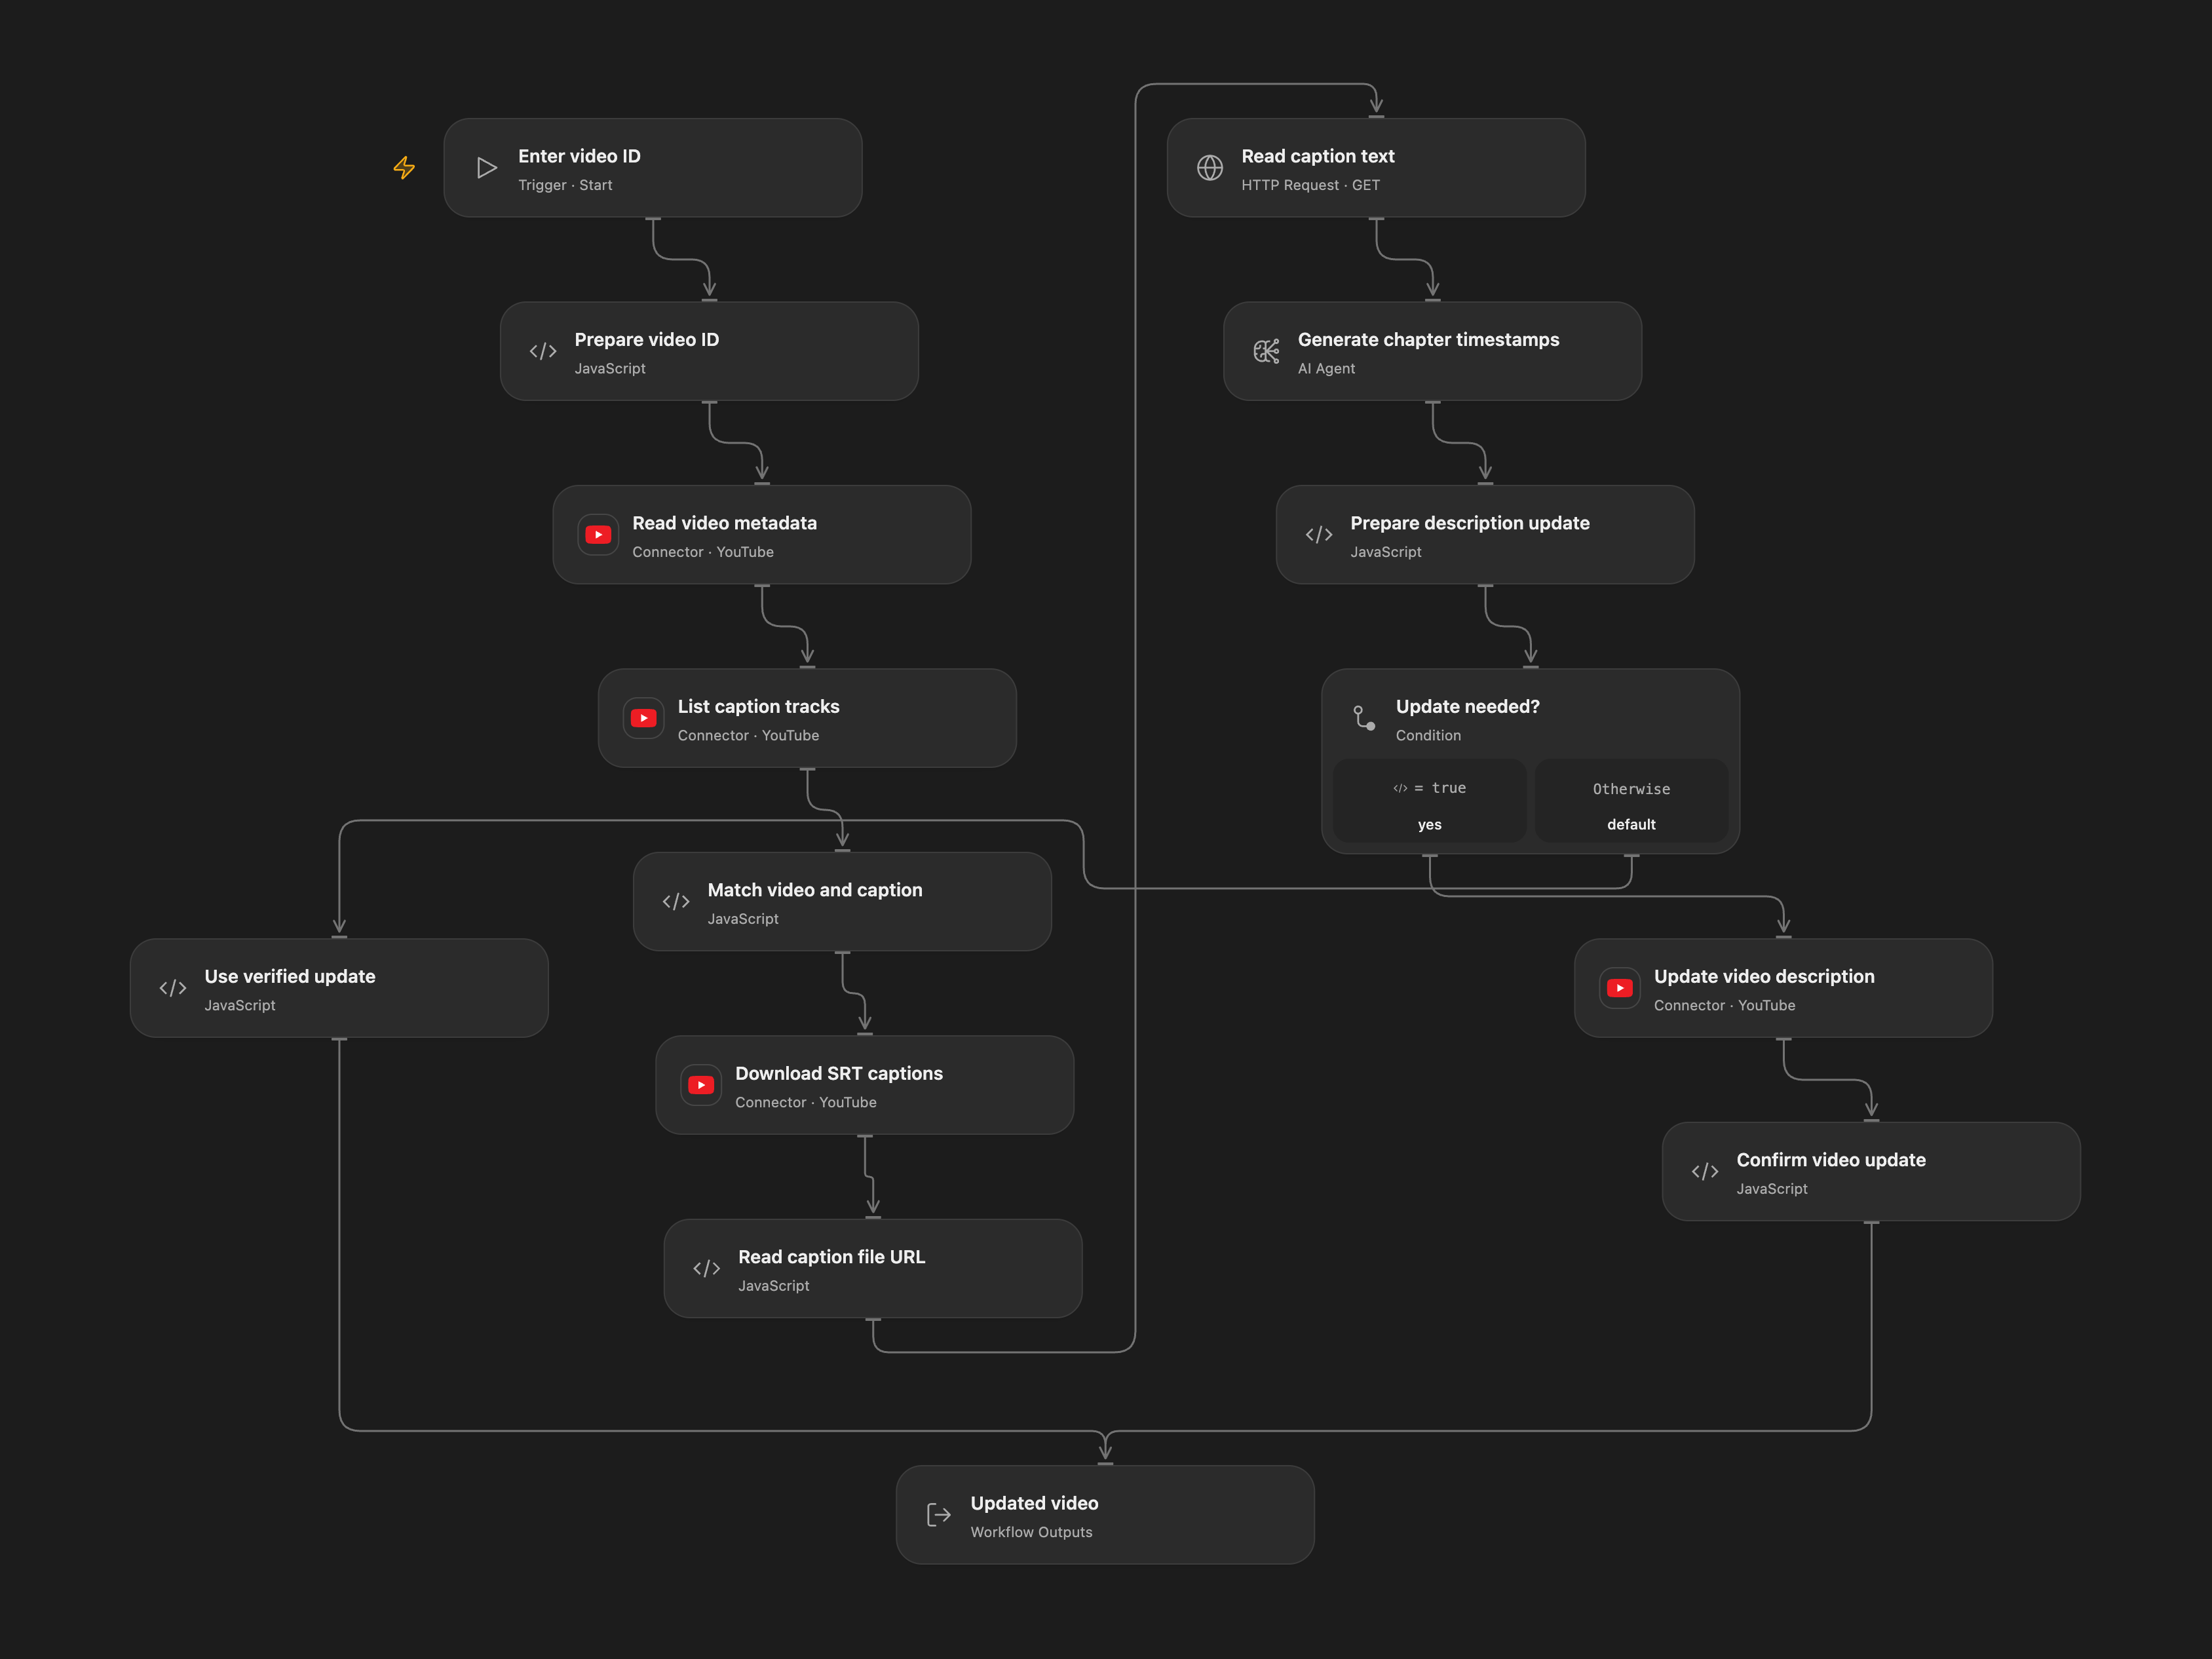 Enter video ID
Trigger · Start
Prepare video ID
JavaScript
Read video metadata
Connector · YouTube
List caption tracks
Connector · YouTube
Match video and caption
JavaScript
Download SRT captions
Connector · YouTube
Read caption file URL
JavaScript
Read caption text
HTTP Request · GET
Generate chapter timestamps
AI Agent
Prepare description update
JavaScript
Update needed?
Condition
</> = true
yes
Otherwise
default
Use verified update
JavaScript
Update video description
Connector · YouTube
Confirm video update
JavaScript
Updated video
Workflow Outputs